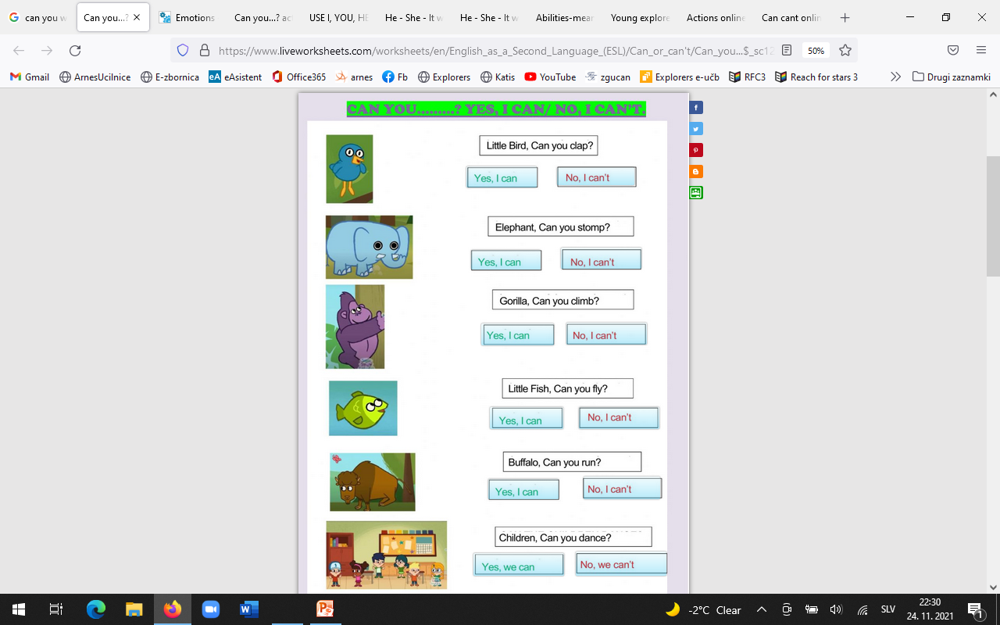 can you w
Can you...?
Emotions
Can you...? ac
USE I, YOU, HE
He - She - It w
He - She - It w
Abilities-mear
Young explore
Actions online
Can cant onlin
https://www.liveworksheets.com/worksheets/en/English_as_a_Second_Language_(ESL)/Can_or_can't/Can_you...$_sc12
50%
Gmail
ArnesUcilnice
E-zbornica
eA eAsistent
Office365
arnes
Fb
Explorers
Katis
YouTube
zgucan
Explorers e-učb
RFC3
Reach for stars 3
Drugi zaznamki
CAN YOU.........? YES, I CAN/ NO, I CAN'T.
Little Bird, Can you clap?
Yes, I can
No, I can't
Elephant, Can you stomp?
Yes, I can
No, I can't
Gorilla, Can you climb?
Yes, I can
No, I can't
Little Fish, Can you fly?
Yes, I can
No, I can't
Buffalo, Can you run?
Yes, I can
No, I can't
Children, Can you dance?
Yes, we can
No, we can't
-2°C Clear
SLV
22:30
24. 11. 2021
1